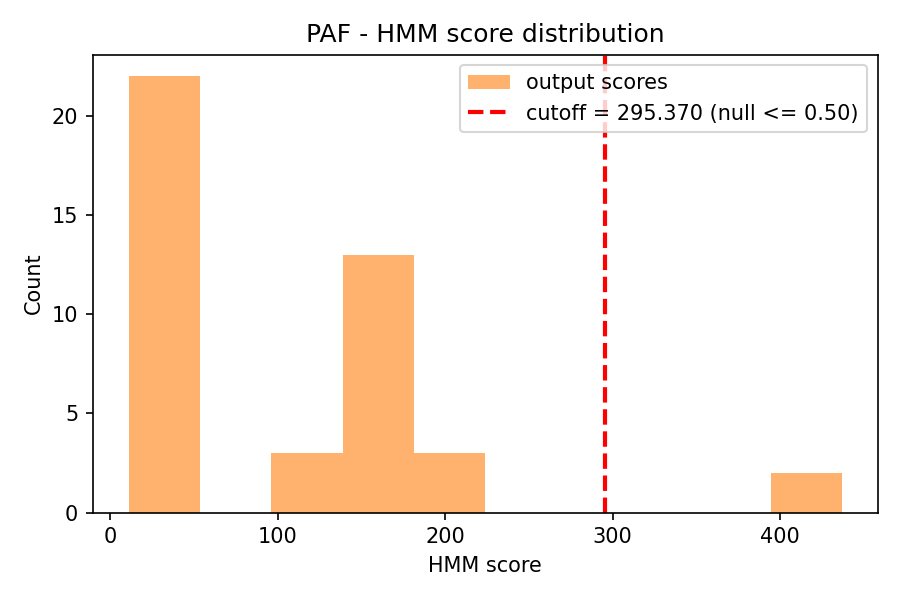 PAF - HMM score distribution
output scores
cutoff = 295.370 (null <= 0.50)
Count
20
15
10
5
0
0 100 200 300 400
HMM score